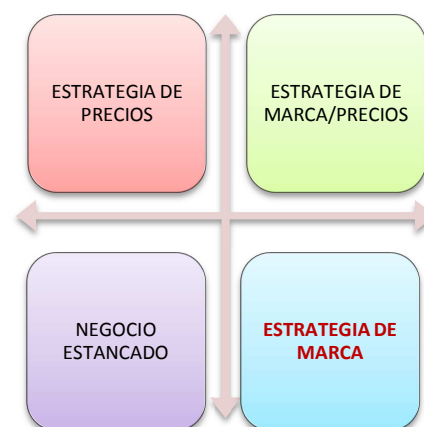 ESTRATEGIA DE
PRECIOS
ESTRATEGIA DE
MARCA/PRECIOS
NEGOCIO
ESTANCADO
ESTRATEGIA DE
MARCA